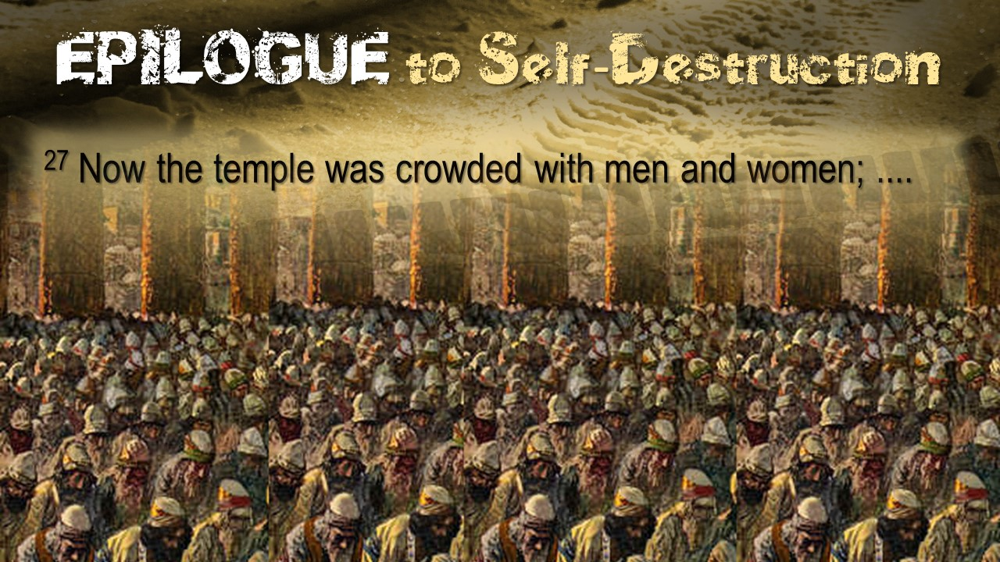 EPILOGUE to Self-Destruction
27 Now the temple was crowded with men and women; ....